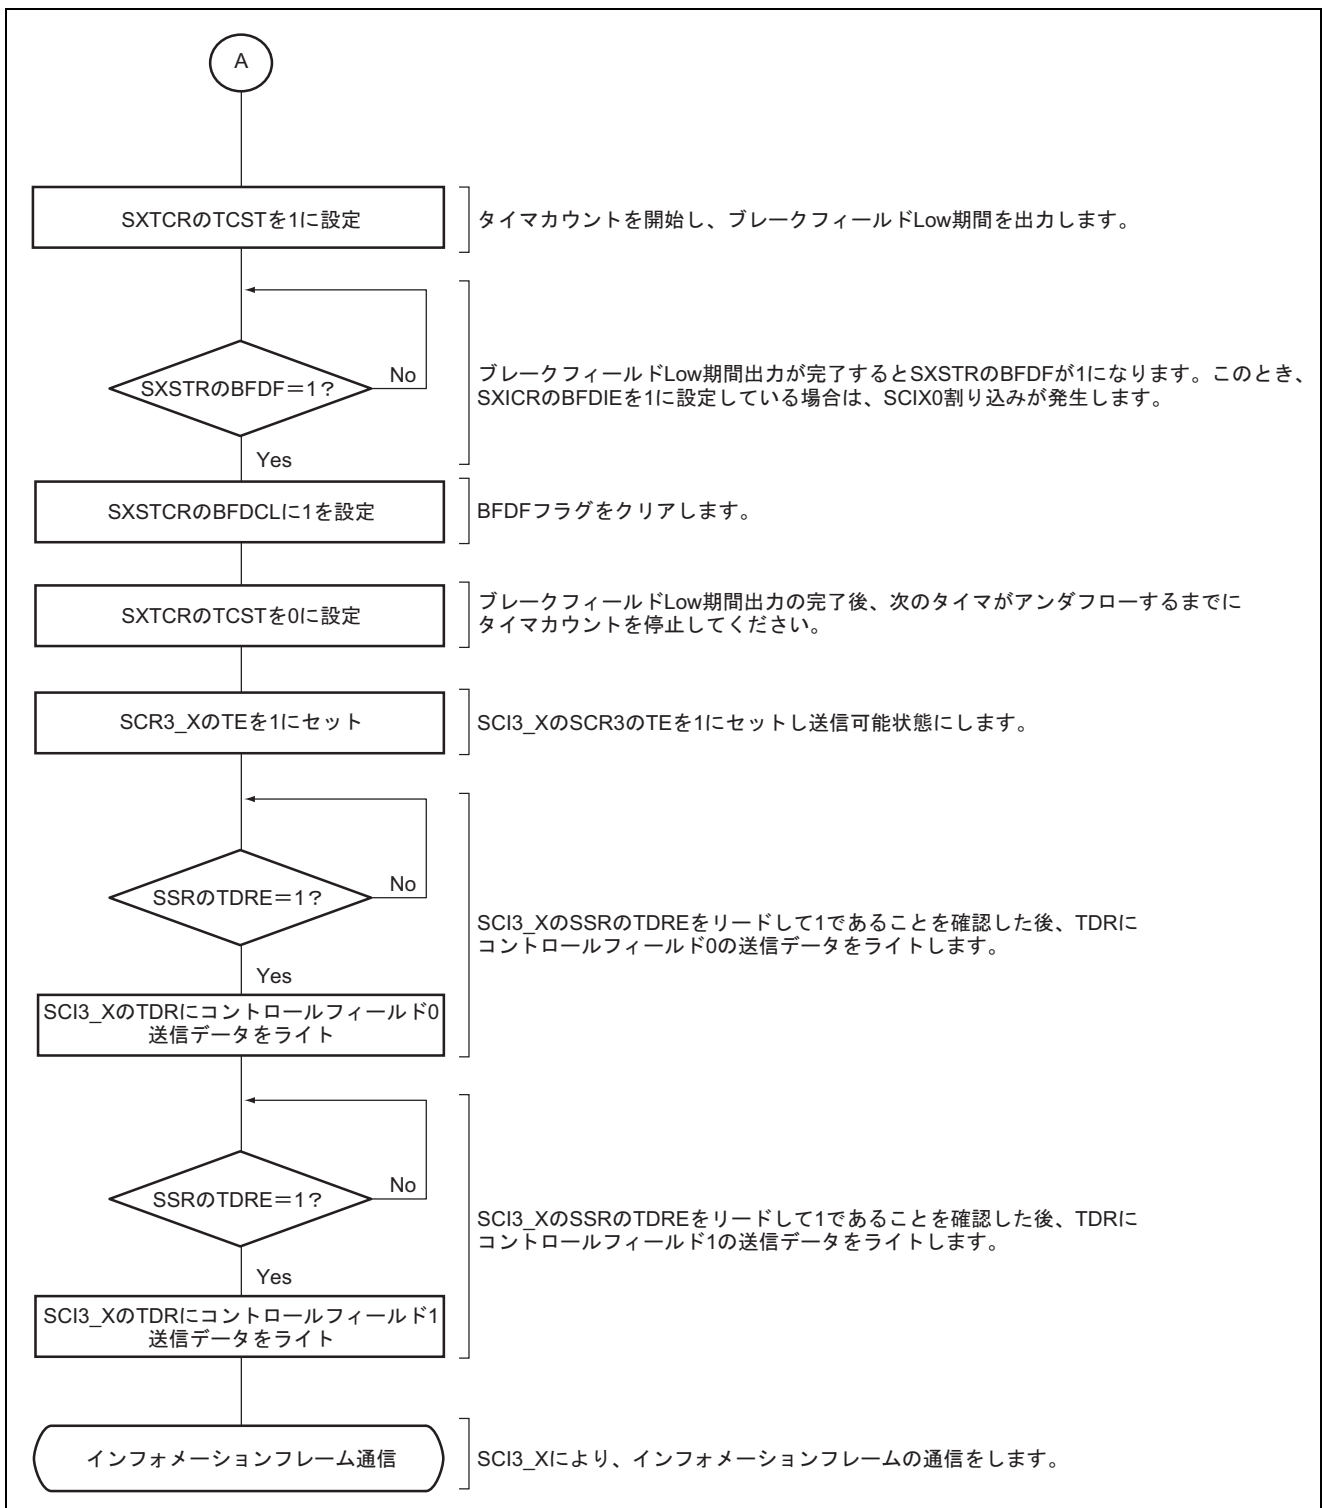 A
SXTCRのTCSTを1に設定
タイマカウントを開始し、ブレークフィールドLow期間を出力します。
SXSTRのBFDF=1?
No
Yes
ブレークフィールドLow期間出力が完了するとSXSTRのBFDFが1になります。このとき、
SXICRのBFDIEを1に設定している場合は、SCIX0割り込みが発生します。
SXSTCRのBFDCLに1を設定
BFDFフラグをクリアします。
SXTCRのTCSTを0に設定
ブレークフィールドLow期間出力の完了後、次のタイマがアンダフローするまでに
タイマカウントを停止してください。
SCR3_XのTEを1にセット
SCI3_XのSCR3のTEを1にセットし送信可能状態にします。
SSRのTDRE=1?
No
Yes
SCI3_XのSSRのTDREをリードして1であることを確認した後、TDRに
コントロールフィールド0の送信データをライトします。
SCI3_XのTDRにコントロールフィールド0
送信データをライト
SSRのTDRE=1?
No
Yes
SCI3_XのSSRのTDREをリードして1であることを確認した後、TDRに
コントロールフィールド1の送信データをライトします。
SCI3_XのTDRにコントロールフィールド1
送信データをライト
インフォメーションフレーム通信
SCI3_Xにより、インフォメーションフレームの通信をします。